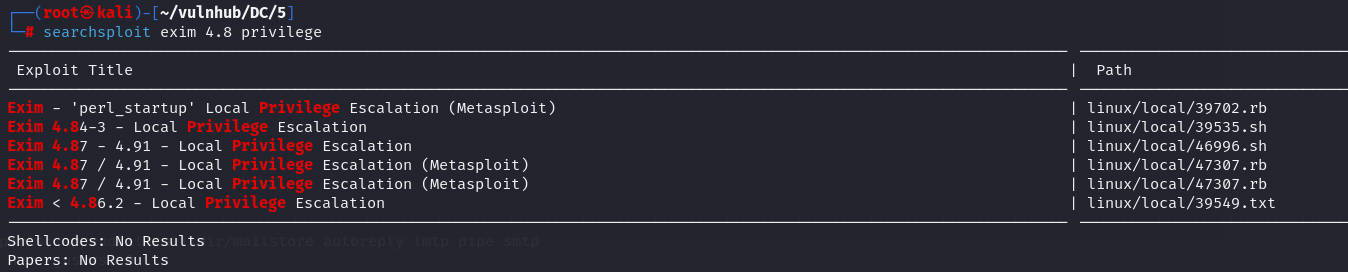 ┌──(root㉿kali)-[~/vulnhub/DC/5]
└─# searchsploit exim 4.8 privilege
Exploit Title | Path
Exim - 'perl_startup' Local Privilege Escalation (Metasploit) | linux/local/39702.rb
Exim 4.84-3 - Local Privilege Escalation | linux/local/39535.sh
Exim 4.87 - 4.91 - Local Privilege Escalation | linux/local/46996.sh
Exim 4.87 / 4.91 - Local Privilege Escalation (Metasploit) | linux/local/47307.rb
Exim 4.87 / 4.91 - Local Privilege Escalation (Metasploit) | linux/local/47307.rb
Exim < 4.86.2 - Local Privilege Escalation | linux/local/39549.txt
Shellcodes: No Results
Papers: No Results